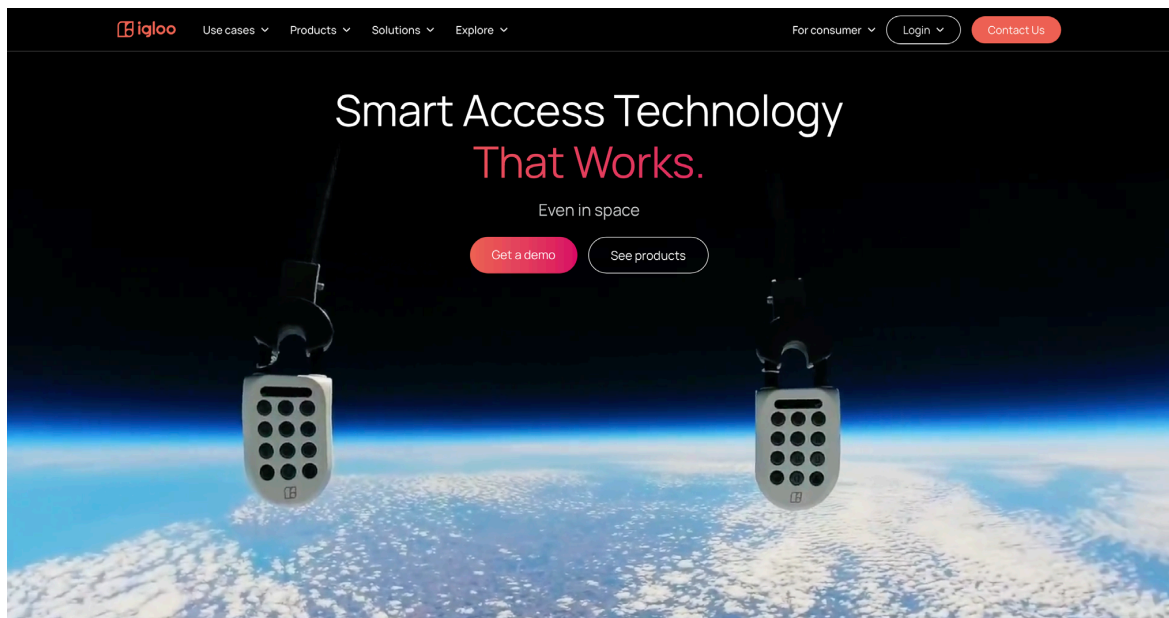 igloo
Use cases
Products
Solutions
Explore
For consumer
Login
Contact Us
Smart Access Technology
That Works.
Even in space
Get a demo
See products